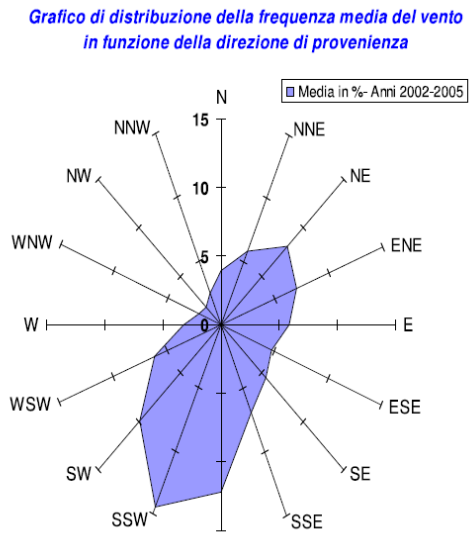 Grafico di distribuzione della frequenza media del vento
in funzione della direzione di provenienza
Media in %- Anni 2002-2005
N
NNW
15
NNE
NW
NE
10
WNW
ENE
5
W
0
E
WSW
ESE
SW
SE
SSW
SSE